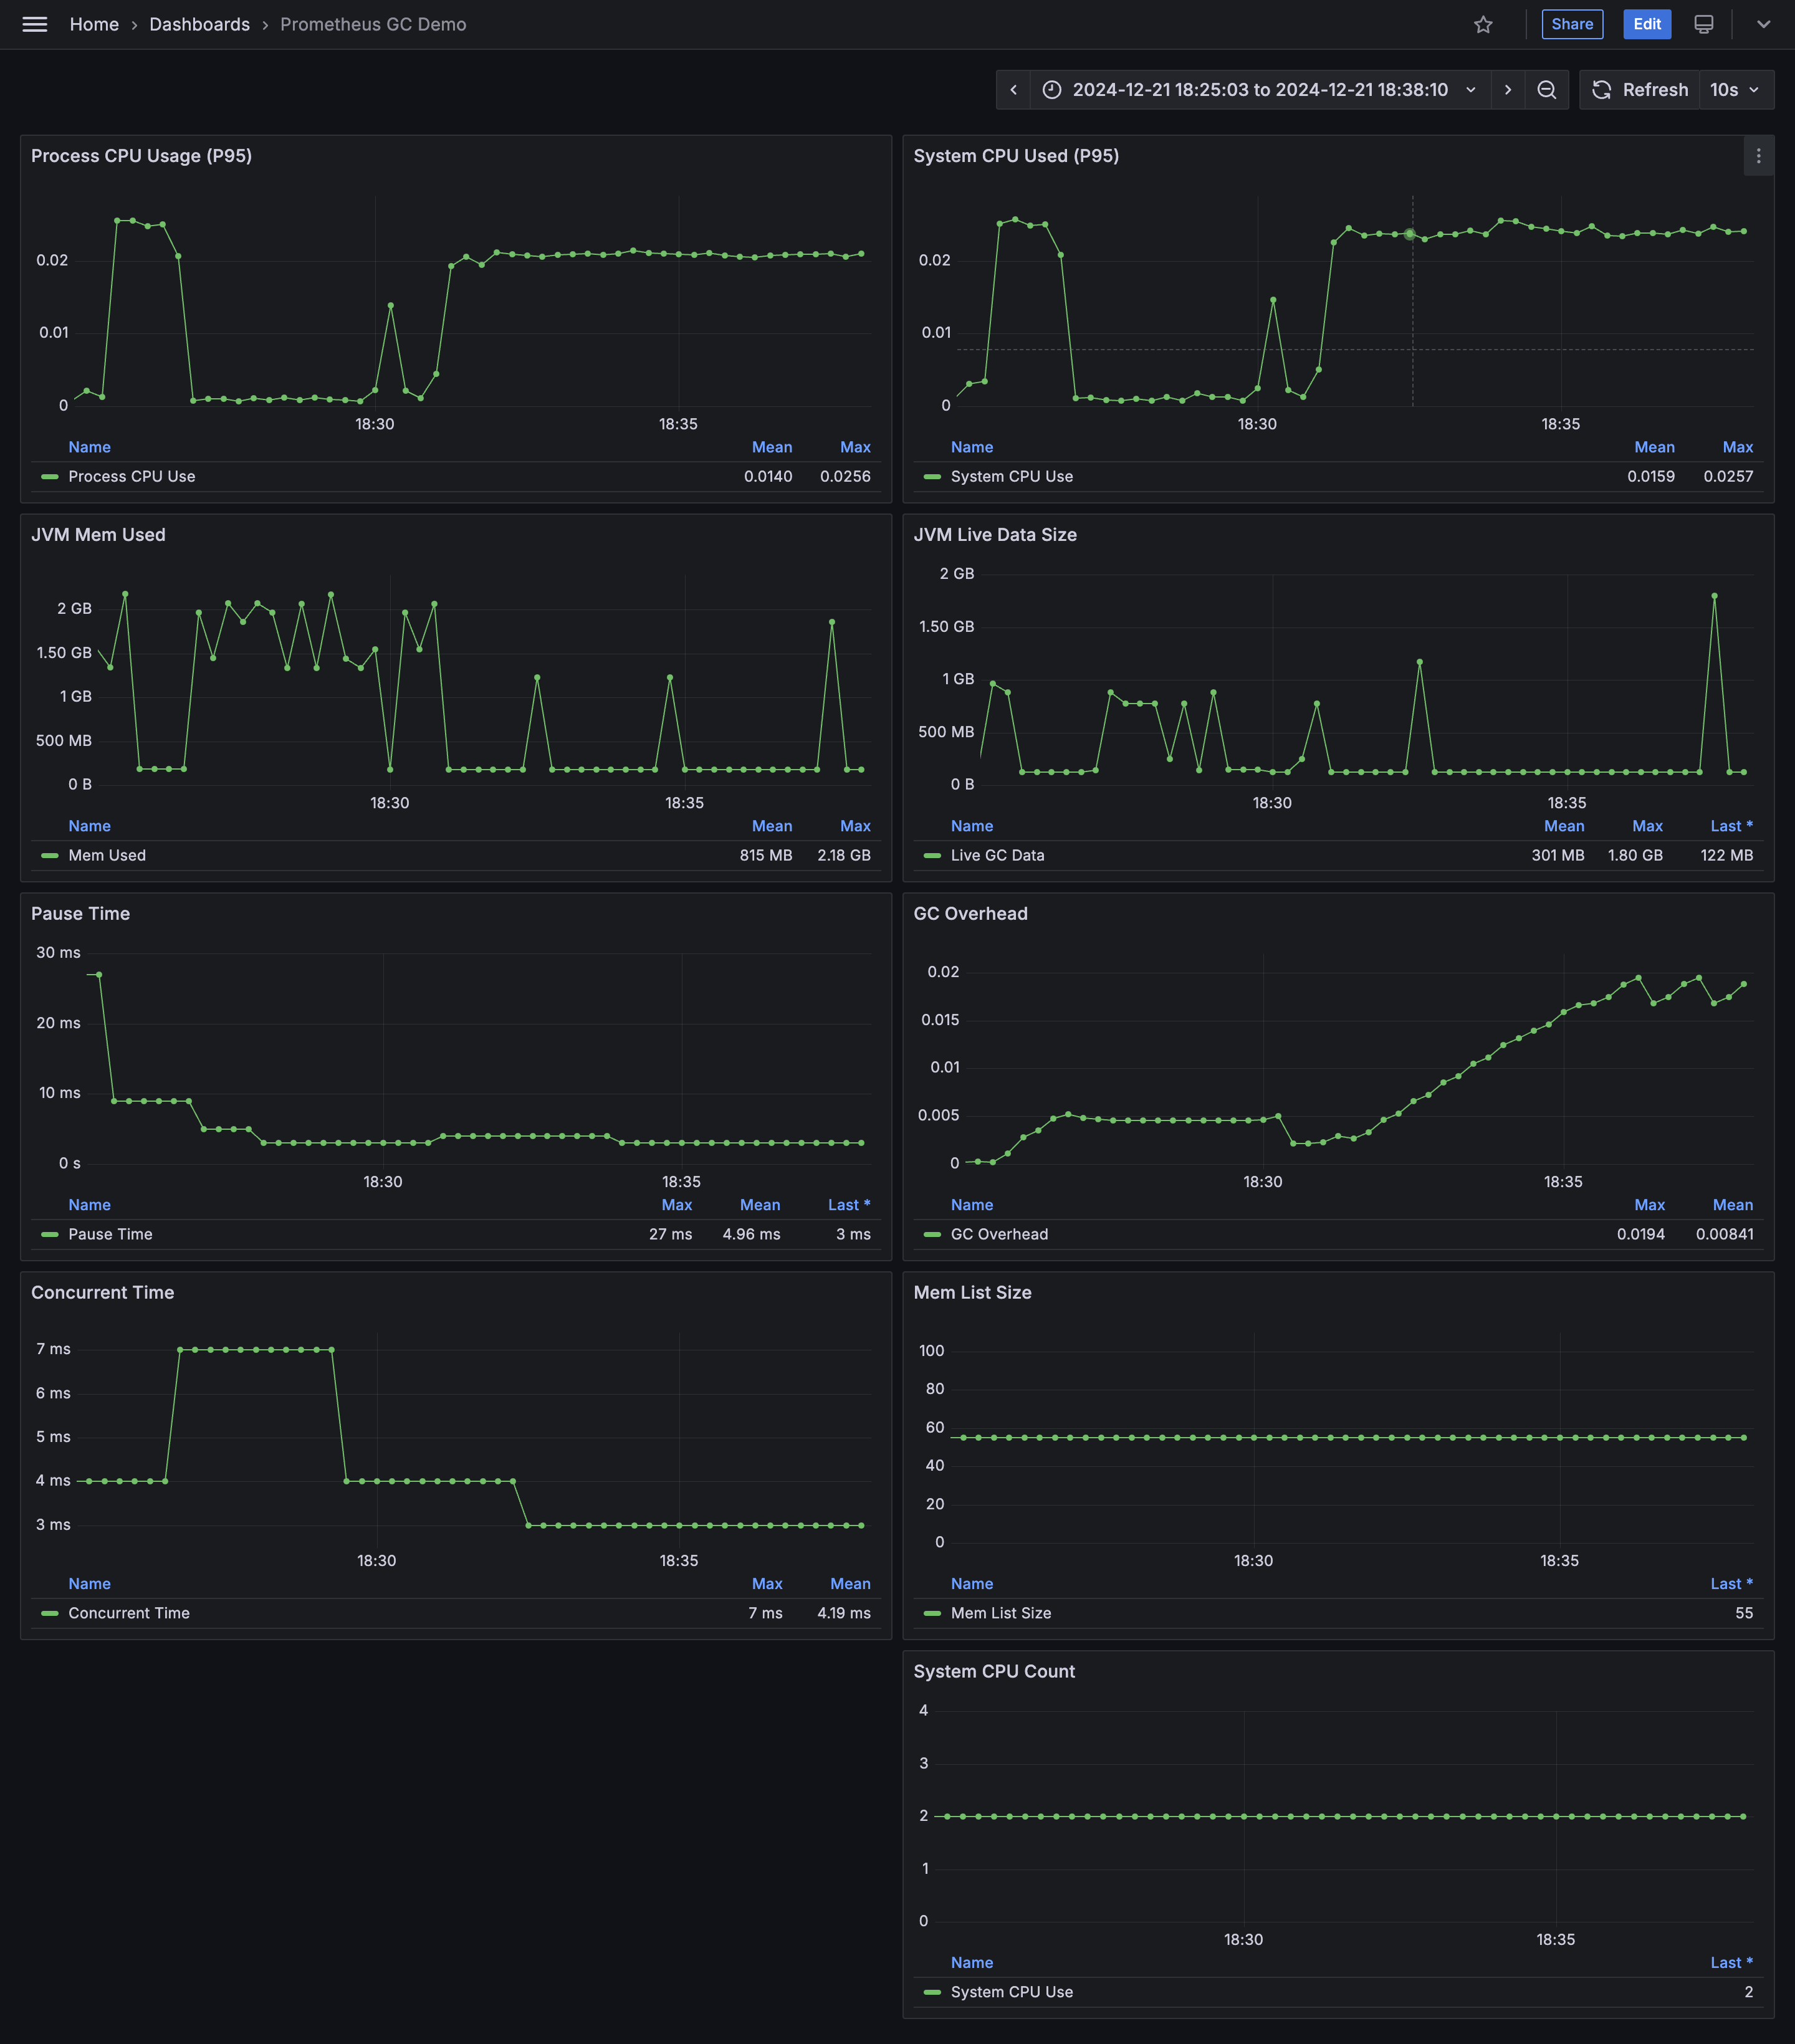 Home › Dashboards › Prometheus GC Demo
Share
Edit
2024-12-21 18:25:03 to 2024-12-21 18:38:10
Refresh
10s
Process CPU Usage (P95)
0.02
0.01
0
18:30 18:35
Name Mean Max
Process CPU Use 0.0140 0.0256
System CPU Used (P95)
0.02
0.01
0
18:30 18:35
Name Mean Max
System CPU Use 0.0159 0.0257
JVM Mem Used
2 GB
1.50 GB
1 GB
500 MB
0 B
18:30 18:35
Name Mean Max
Mem Used 815 MB 2.18 GB
JVM Live Data Size
2 GB
1.50 GB
1 GB
500 MB
0 B
18:30 18:35
Name Mean Max Last *
Live GC Data 301 MB 1.80 GB 122 MB
Pause Time
30 ms
20 ms
10 ms
0 s
18:30 18:35
Name Max Mean Last *
Pause Time 27 ms 4.96 ms 3 ms
GC Overhead
0.02
0.015
0.01
0.005
0
18:30 18:35
Name Max Mean
GC Overhead 0.0194 0.00841
Concurrent Time
7 ms
6 ms
5 ms
4 ms
3 ms
18:30 18:35
Name Max Mean
Concurrent Time 7 ms 4.19 ms
Mem List Size
100
80
60
40
20
0
18:30 18:35
Name Last *
Mem List Size 55
System CPU Count
4
3
2
1
0
18:30 18:35
Name Last *
System CPU Use 2